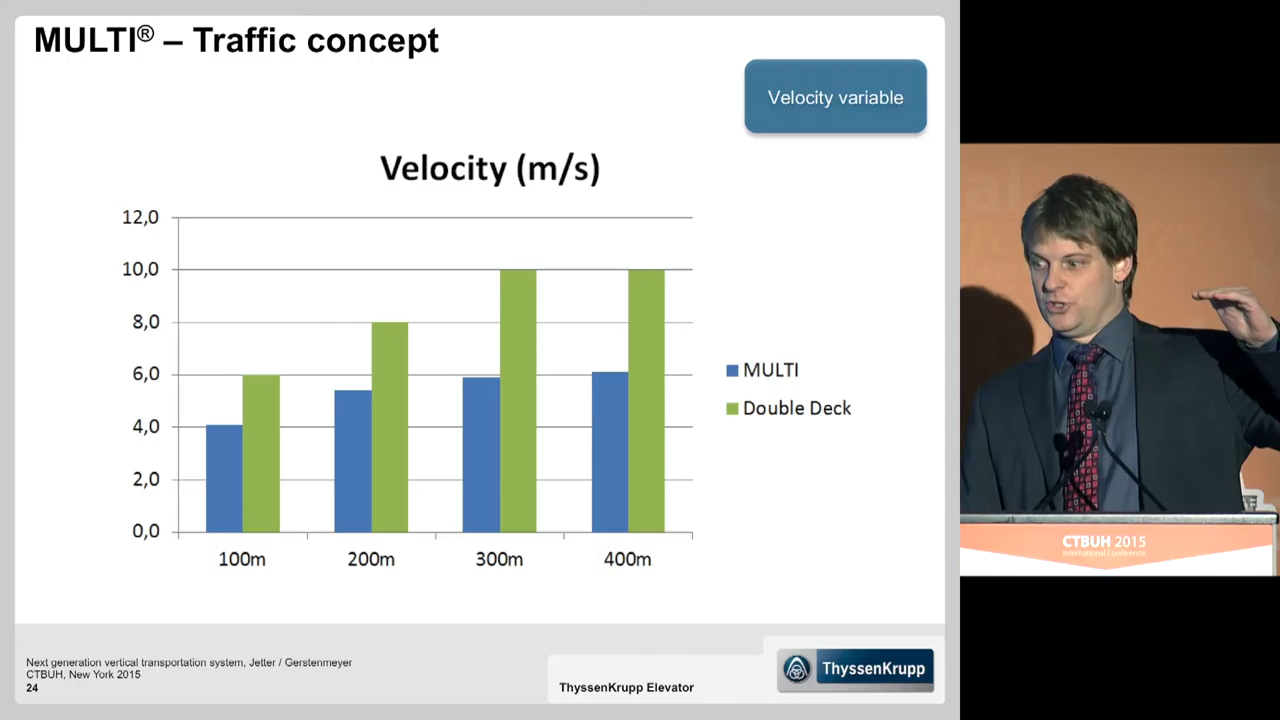 MULTI® – Traffic concept
Velocity variable
Velocity (m/s)
12,0
10,0
8,0
6,0
4,0
2,0
0,0
100m 200m 300m 400m
MULTI
Double Deck
Next generation vertical transportation system, Jetter / Gerstenmeyer
CTBUH, New York 2015
24
ThyssenKrupp Elevator
ThyssenKrupp
CTBUH 2015
International Conference